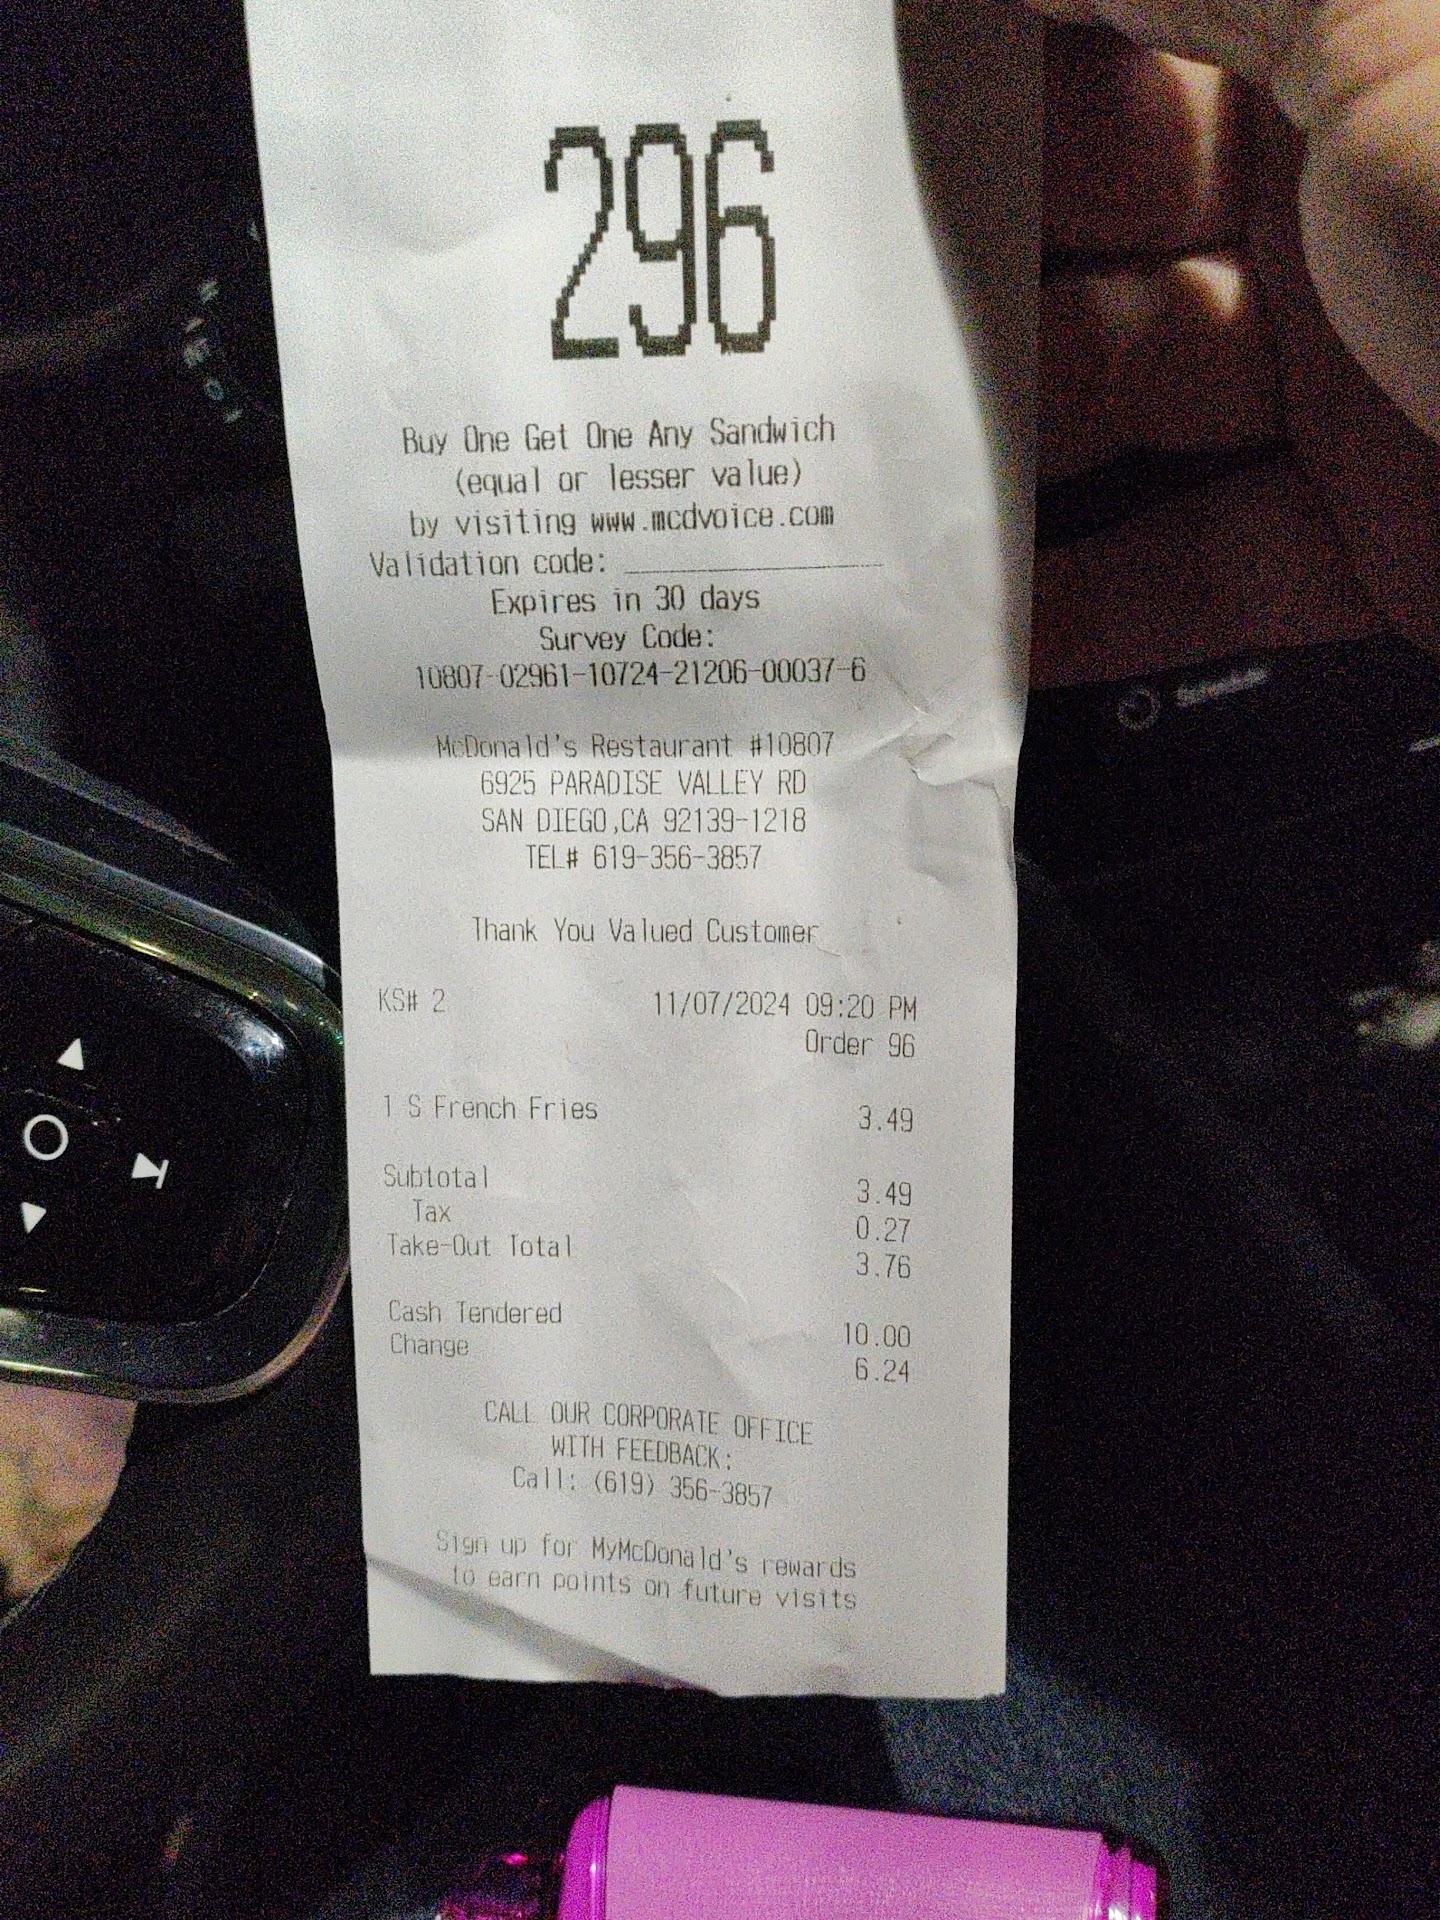 296
Buy One Get One Any Sandwich
(equal or lesser value)
by visiting www.mcdvoice.com
Validation code: ____________
Expires in 30 days
Survey Code:
10807-02961-10724-21206-00037-6
McDonald's Restaurant #10807
6925 PARADISE VALLEY RD
SAN DIEGO,CA 92139-1218
TEL# 619-356-3857
Thank You Valued Customer
KS# 2 11/07/2024 09:20 PM
Order 96
1 S French Fries 3.49
Subtotal 3.49
Tax 0.27
Take-Out Total 3.76
Cash Tendered 10.00
Change 6.24
CALL OUR CORPORATE OFFICE
WITH FEEDBACK:
Call: (619) 356-3857
Sign up for MyMcDonald's rewards
to earn points on future visits